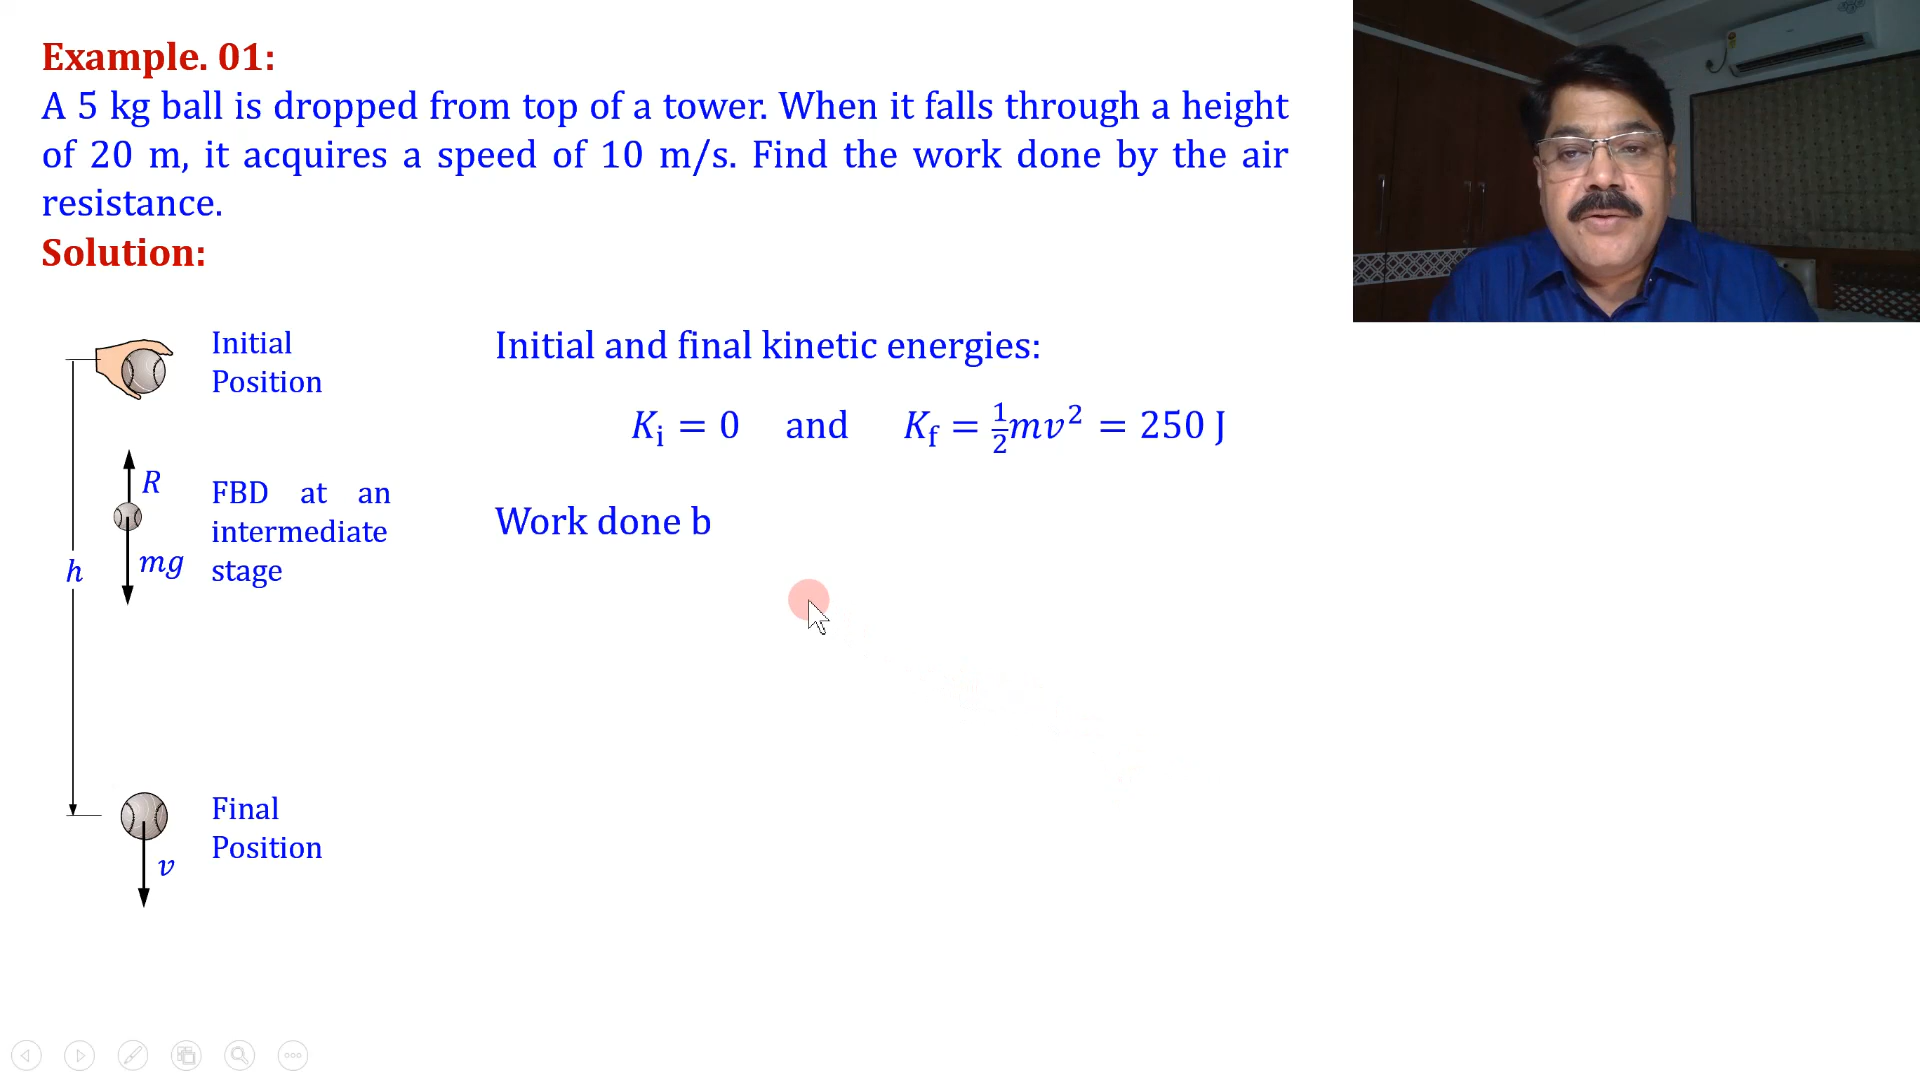 Example. 01:
A 5 kg ball is dropped from top of a tower. When it falls through a height
of 20 m, it acquires a speed of 10 m/s. Find the work done by the air
resistance.
Solution:
Initial
Position
Initial and final kinetic energies:
K_i = 0 and K_f = ½mv² = 250 J
R
FBD at an
intermediate
stage
mg
h
Work done b
Final
Position
v